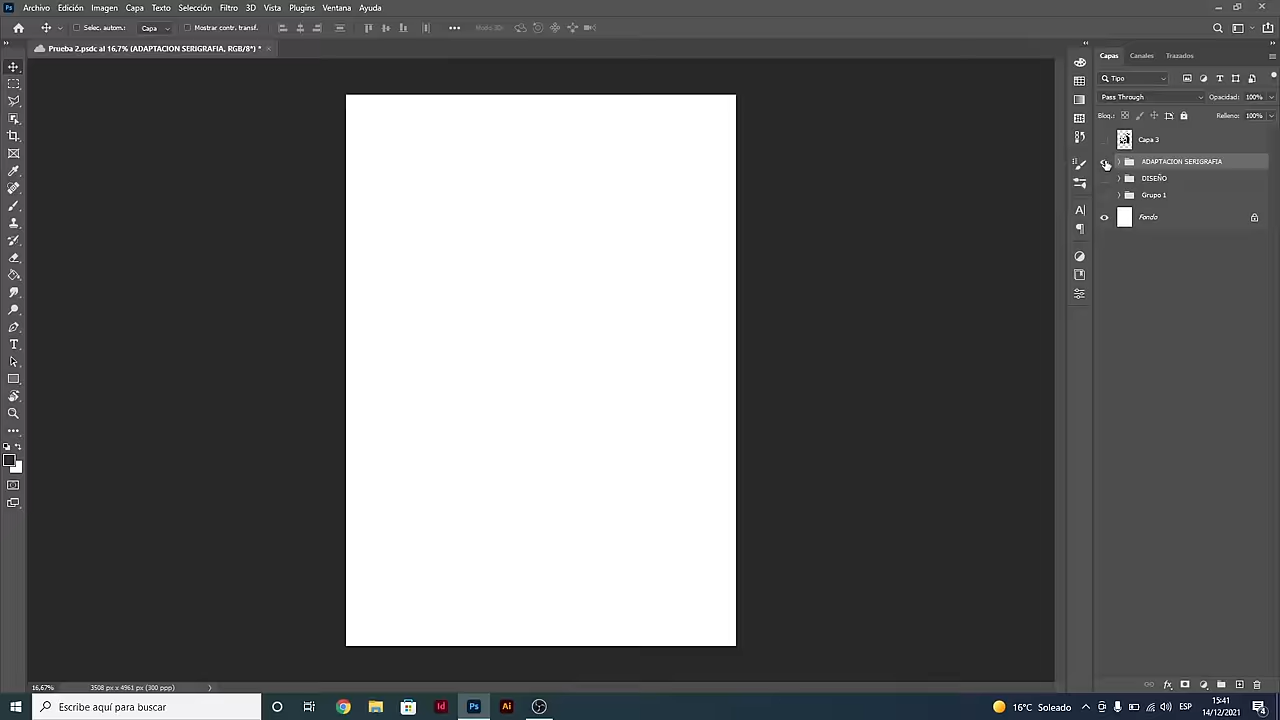 Archivo Edición Imagen Capa Texto Selección Filtro 3D Vista Plugins Ventana Ayuda
Selec. autom.: Capa Mostrar contr. transf. Modo 3D:
Prueba 2.psdc al 16,7% (ADAPTACION SERIGRAFIA, RGB/8*) *
Capas Canales Trazados
Tipo
Pass Through Opacidad: 100%
Bloq.: Relleno: 100%
Capa 3
ADAPTACION SERIGRAFIA
DISEÑO
Grupo 1
Fondo
16,67% 3508 px x 4961 px (300 ppp)
Escribe aquí para buscar
16°C Soleado ESP 15:41
14/12/2021